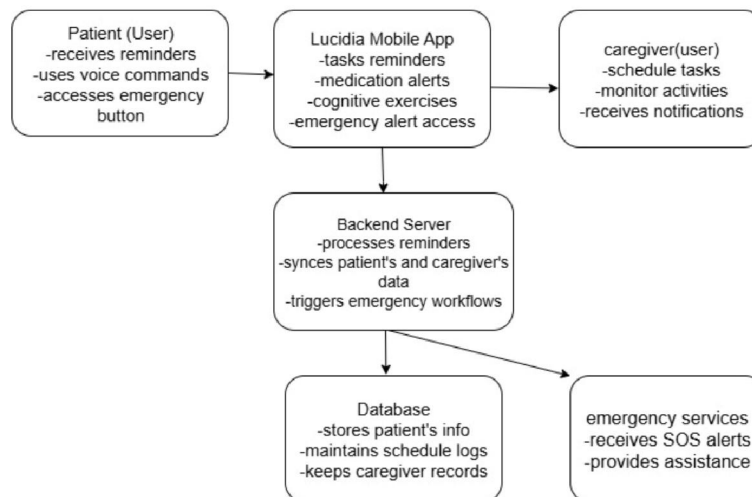 Patient (User)
-receives reminders
-uses voice commands
-accesses emergency
button
Lucidia Mobile App
-tasks reminders
-medication alerts
-cognitive exercises
-emergency alert access
caregiver(user)
-schedule tasks
-monitor activities
-receives notifications
Backend Server
-processes reminders
-synces patient's and caregiver's
data
-triggers emergency workflows
Database
-stores patient's info
-maintains schedule logs
-keeps caregiver records
emergency services
-receives SOS alerts
-provides assistance